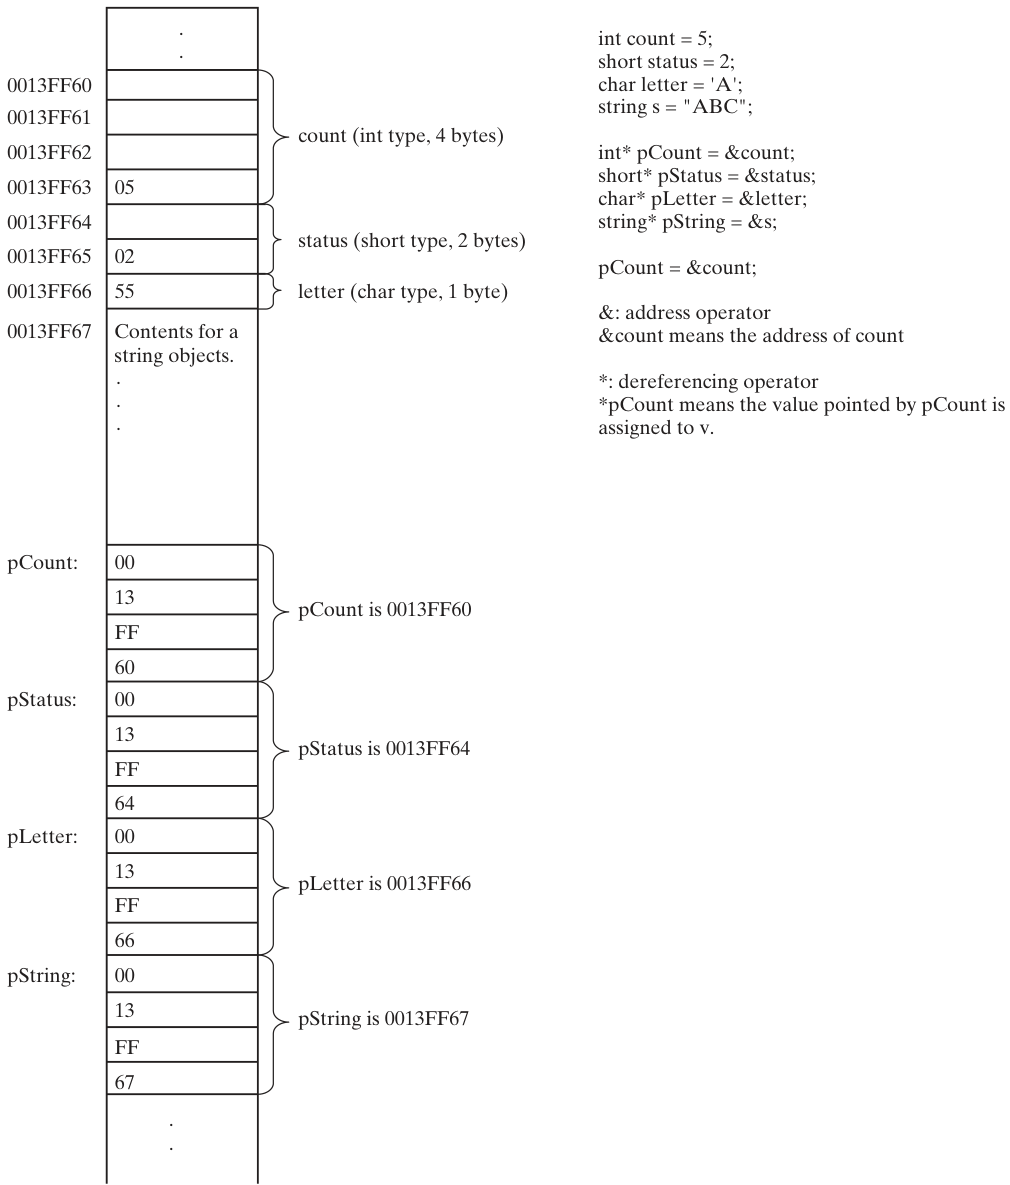 0013FF60
0013FF61
0013FF62
0013FF63 05
count (int type, 4 bytes)
0013FF64
0013FF65 02
status (short type, 2 bytes)
0013FF66 55
letter (char type, 1 byte)
0013FF67 Contents for a
string objects.
.
.
.
pCount: 00
13
FF
60
pCount is 0013FF60
pStatus: 00
13
FF
64
pStatus is 0013FF64
pLetter: 00
13
FF
66
pLetter is 0013FF66
pString: 00
13
FF
67
pString is 0013FF67
int count = 5;
short status = 2;
char letter = 'A';
string s = "ABC";
int* pCount = &count;
short* pStatus = &status;
char* pLetter = &letter;
string* pString = &s;
pCount = &count;
&: address operator
&count means the address of count
*: dereferencing operator
*pCount means the value pointed by pCount is
assigned to v.